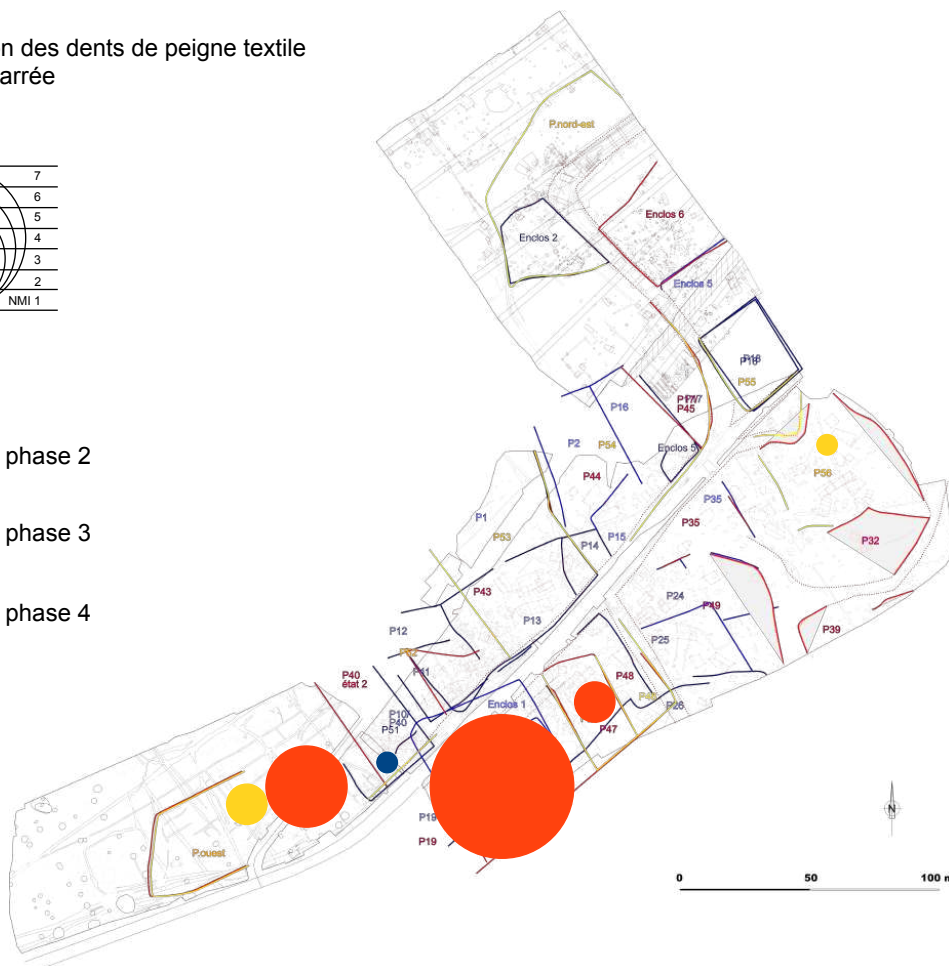 n des dents de peigne textile
arrée
7
6
5
4
3
2
NMI 1
phase 2
phase 3
phase 4
P.nord-est
Enclos 6
Enclos 2
Enclos 5
P55
P16
P45
P2
P54
Enclos 5
P56
P44
P35
P1
P35
P53
P15
P32
P14
P43
P24
P49
P13
P12
P25
P39
P11
P40
état 2
P48
P26
Enclos 1
P40
P51
P47
P19
P.ouest
P19
0
50
100 m